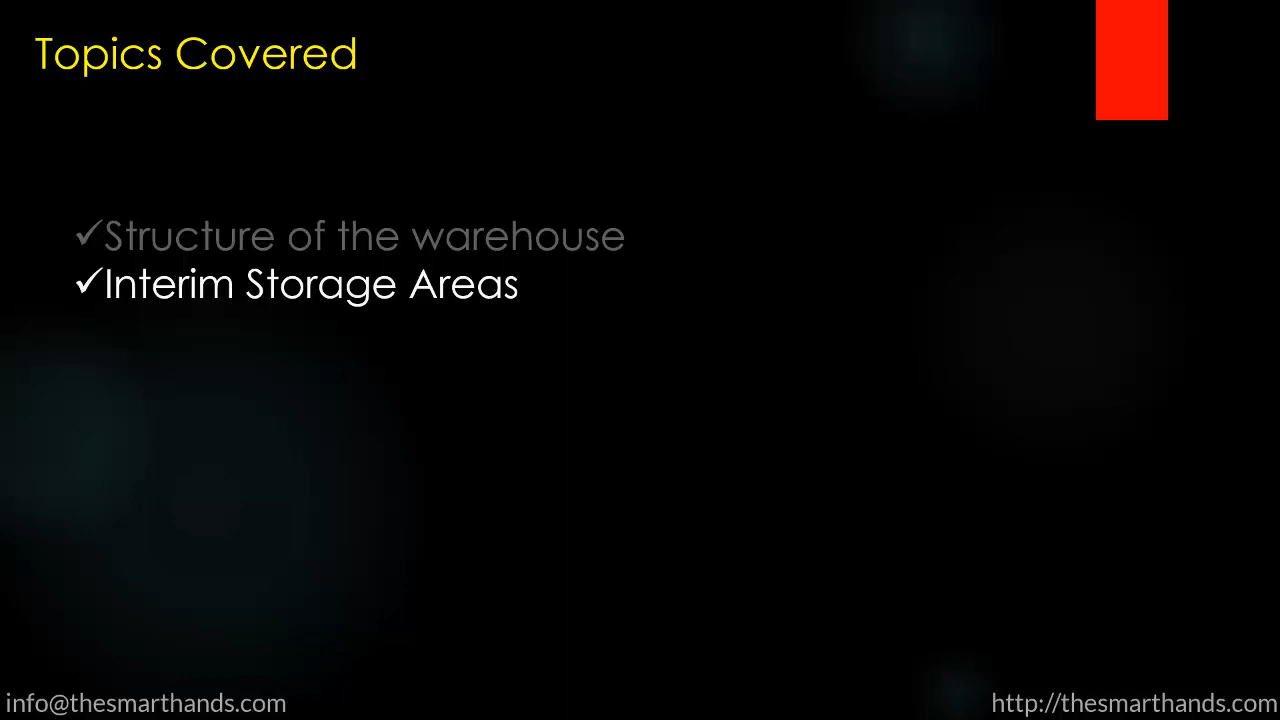 Topics Covered
✓Structure of the warehouse
✓Interim Storage Areas
info@thesmarthands.com
http://thesmarthands.com